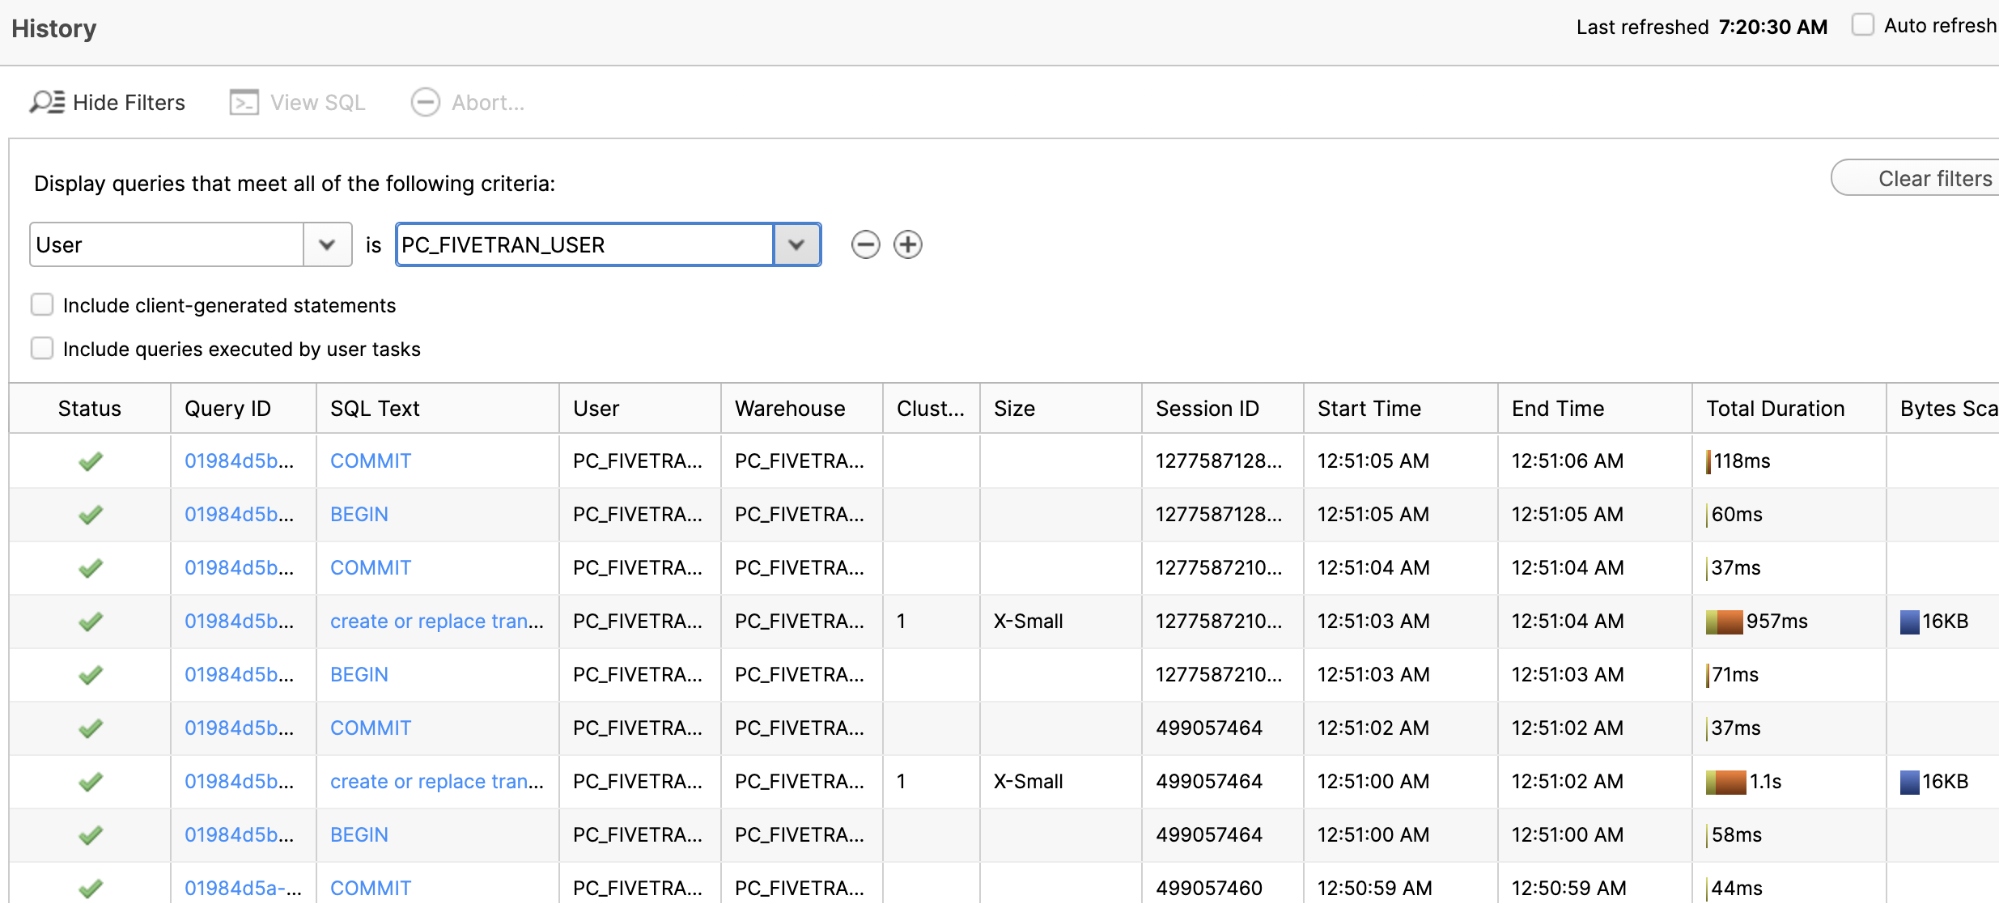 History
Last refreshed 7:20:30 AM Auto refresh
Hide Filters View SQL Abort...
Display queries that meet all of the following criteria:
Clear filters
User is PC_FIVETRAN_USER
Include client-generated statements
Include queries executed by user tasks
Status Query ID SQL Text User Warehouse Clust... Size Session ID Start Time End Time Total Duration Bytes Sca
01984d5b... COMMIT PC_FIVETRA... PC_FIVETRA... 1277587128... 12:51:05 AM 12:51:06 AM 118ms
01984d5b... BEGIN PC_FIVETRA... PC_FIVETRA... 1277587128... 12:51:05 AM 12:51:05 AM 60ms
01984d5b... COMMIT PC_FIVETRA... PC_FIVETRA... 1277587210... 12:51:04 AM 12:51:04 AM 37ms
01984d5b... create or replace tran... PC_FIVETRA... PC_FIVETRA... 1 X-Small 1277587210... 12:51:03 AM 12:51:04 AM 957ms 16KB
01984d5b... BEGIN PC_FIVETRA... PC_FIVETRA... 1277587210... 12:51:03 AM 12:51:03 AM 71ms
01984d5b... COMMIT PC_FIVETRA... PC_FIVETRA... 499057464 12:51:02 AM 12:51:02 AM 37ms
01984d5b... create or replace tran... PC_FIVETRA... PC_FIVETRA... 1 X-Small 499057464 12:51:00 AM 12:51:02 AM 1.1s 16KB
01984d5b... BEGIN PC_FIVETRA... PC_FIVETRA... 499057464 12:51:00 AM 12:51:00 AM 58ms
01984d5a-... COMMIT PC_FIVETRA... PC_FIVETRA... 499057460 12:50:59 AM 12:50:59 AM 44ms